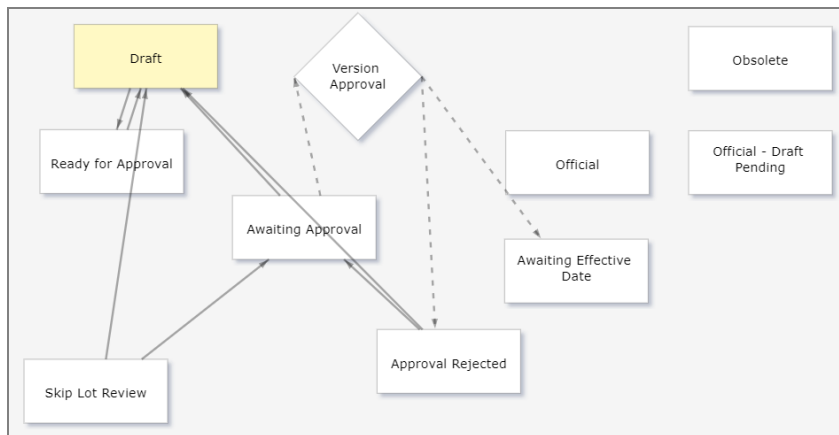 Draft
Version
Approval
Obsolete
Ready for Approval
Official
Official - Draft
Pending
Awaiting Approval
Awaiting Effective
Date
Approval Rejected
Skip Lot Review